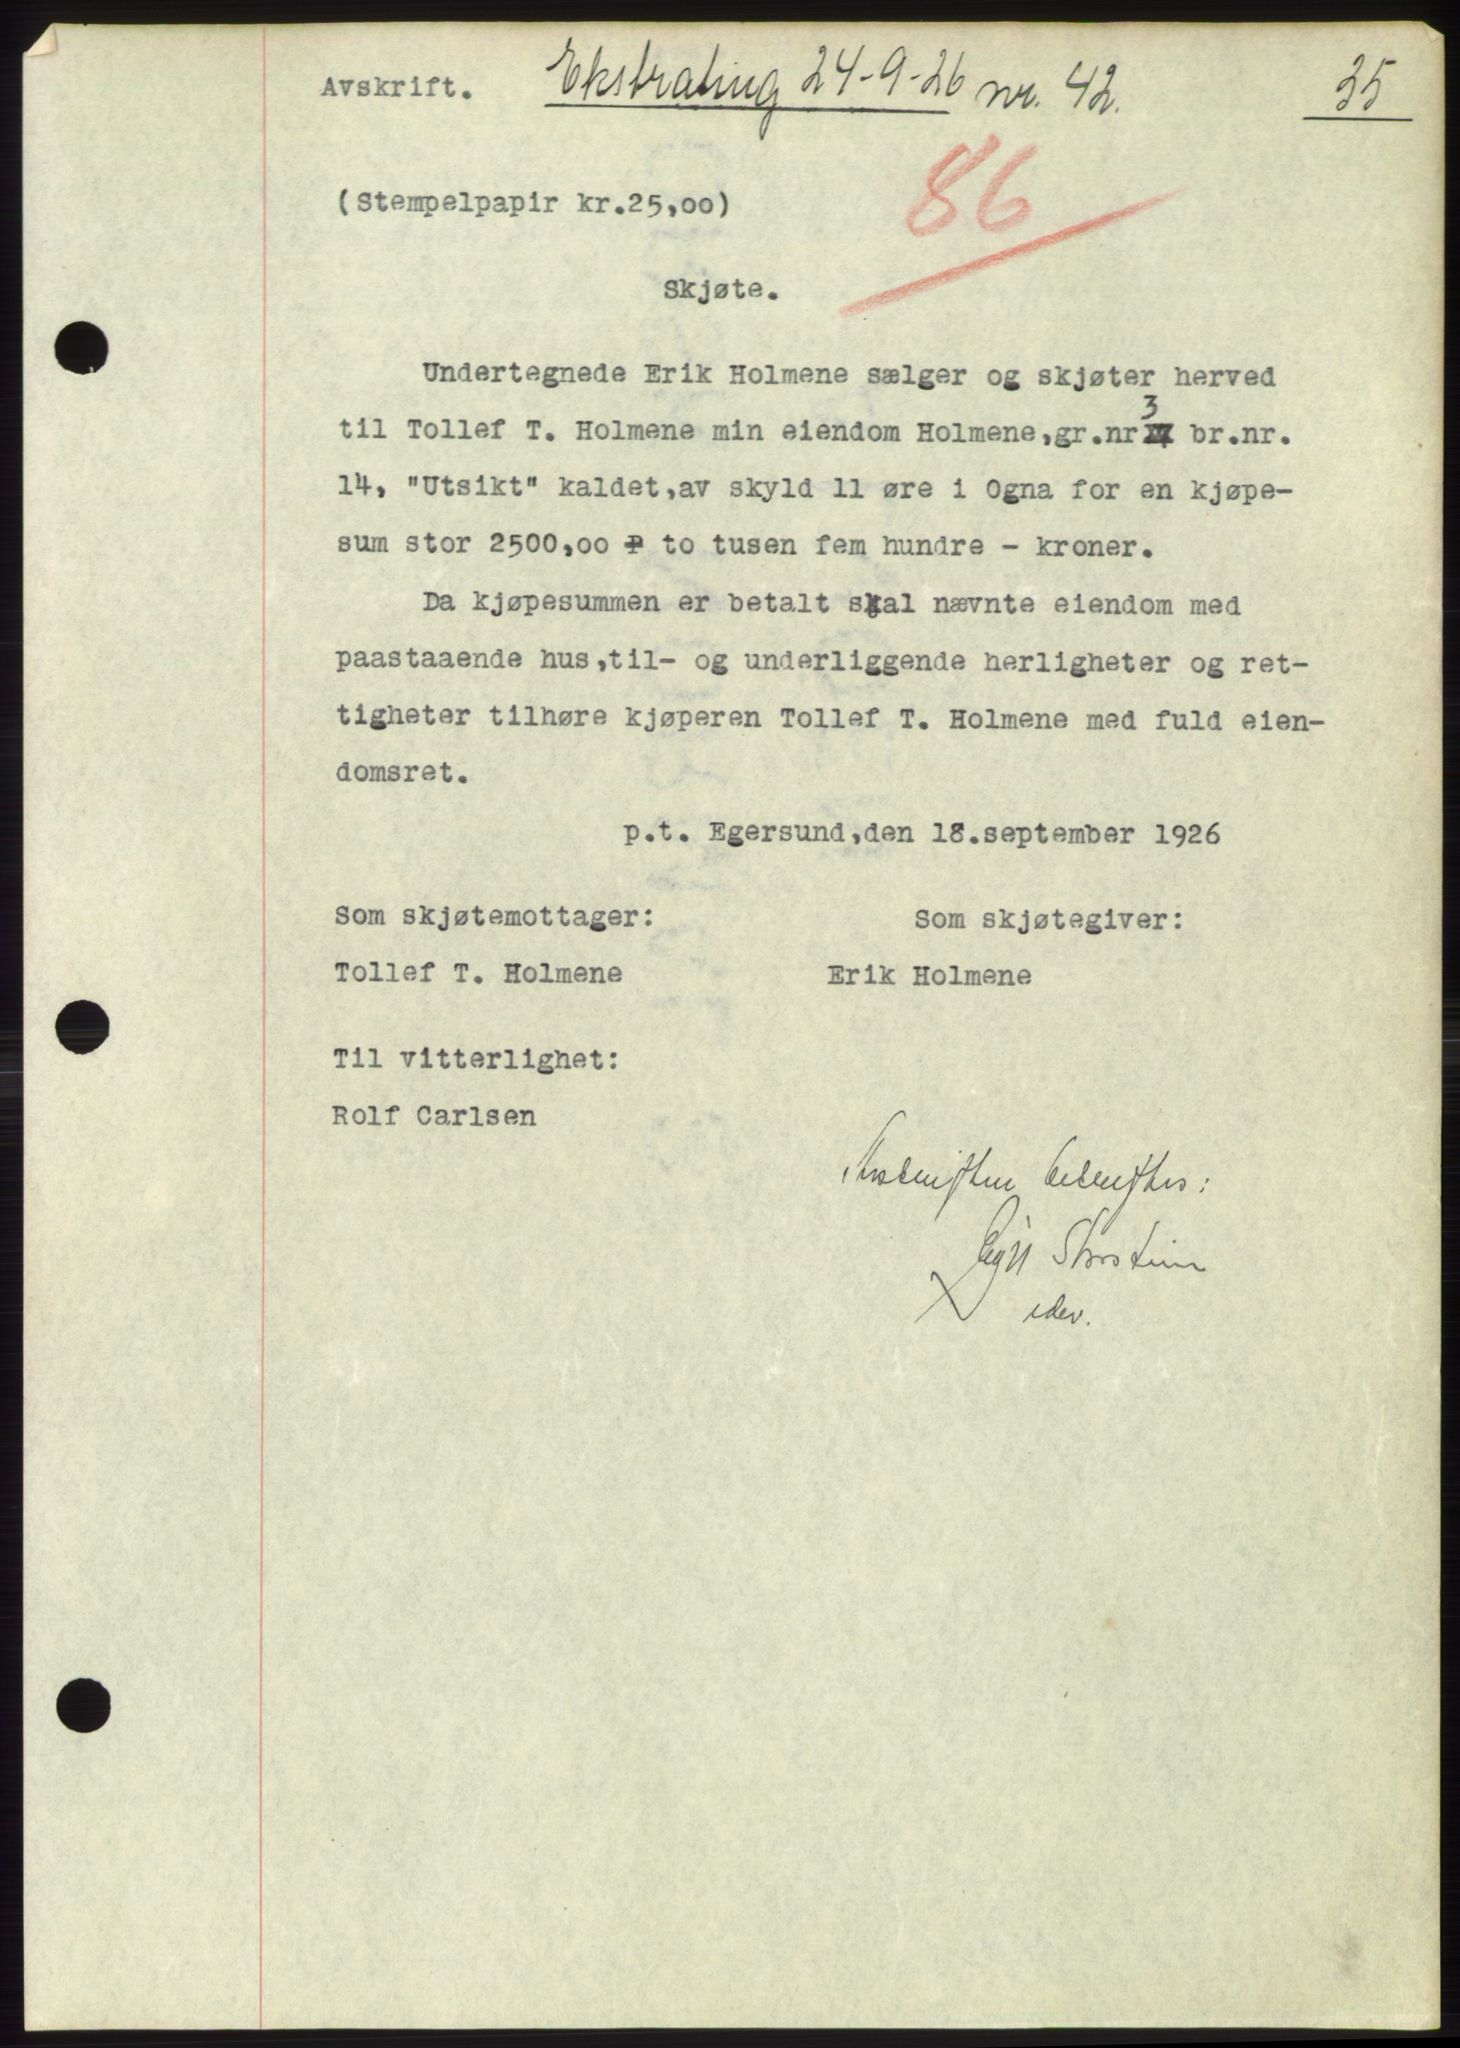 Avskrift. Ekstrating 24-9-26 nr. 42. 35
86
(Stempelpapir kr.25,00)
Skjøte.
Undertegnede Erik Holmene sælger og skjøter herved
3
til Tollef T. Holmene min eiendom Holmene,gr.nr br.nr.
14, "Utsikt" kaldet,av skyld 11 øre i Ogna for en kjøpe-
sum stor 2500,00 - to tusen fem hundre - kroner.
Da kjøpesummen er betalt skal nævnte eiendom med
paastaaende hus,til- og underliggende herligheter og ret-
tigheter tilhøre kjøperen Tollef T. Holmene med fuld eien-
domsret.
p.t. Egersund,den 18.september 1926
Som skjøtemottager: Som skjøtegiver:
Tollef T. Holmene Erik Holmene
Til vitterlighet:
Rolf Carlsen
Avskriften bekreftes: